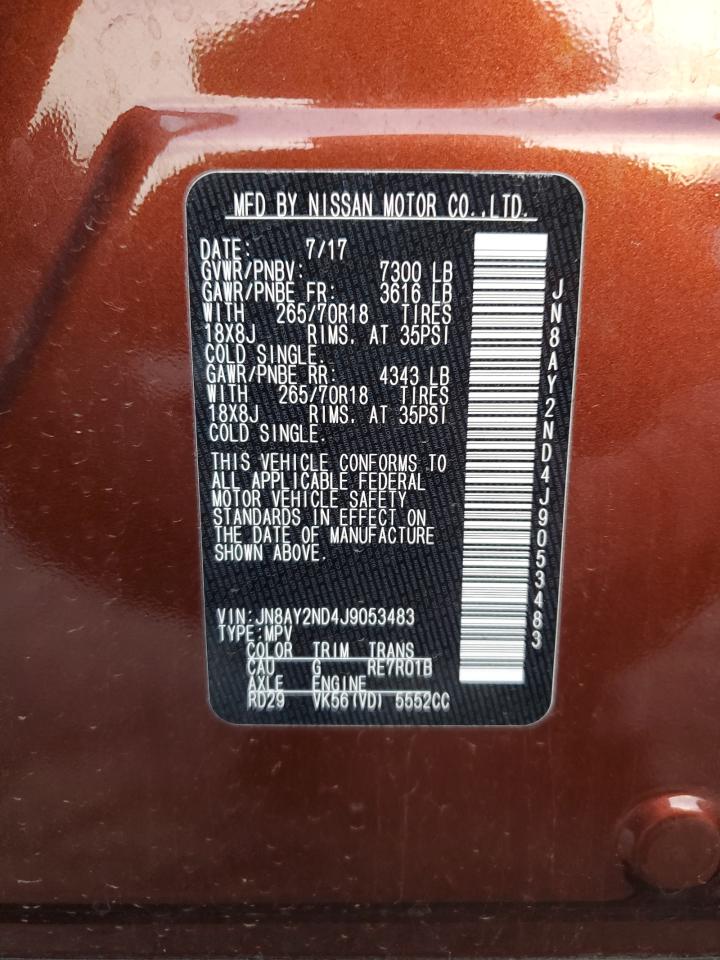 MFD BY NISSAN MOTOR CO.,LTD.
DATE: 7/17
GVWR/PNBV: 7300 LB
GAWR/PNBE FR: 3616 LB
WITH 265/70R18 TIRES
18X8J RIMS. AT 35PSI
COLD SINGLE.
GAWR/PNBE RR: 4343 LB
WITH 265/70R18 TIRES
18X8J RIMS. AT 35PSI
COLD SINGLE.
THIS VEHICLE CONFORMS TO
ALL APPLICABLE FEDERAL
MOTOR VEHICLE SAFETY
STANDARDS IN EFFECT ON
THE DATE OF MANUFACTURE
SHOWN ABOVE.
VIN:JN8AY2ND4J9053483
TYPE:MPV
COLOR TRIM TRANS
CAU G RE7R01B
AXLE ENGINE
RD29 VK56(VD) 5552CC
JN8AY2ND4J9053483